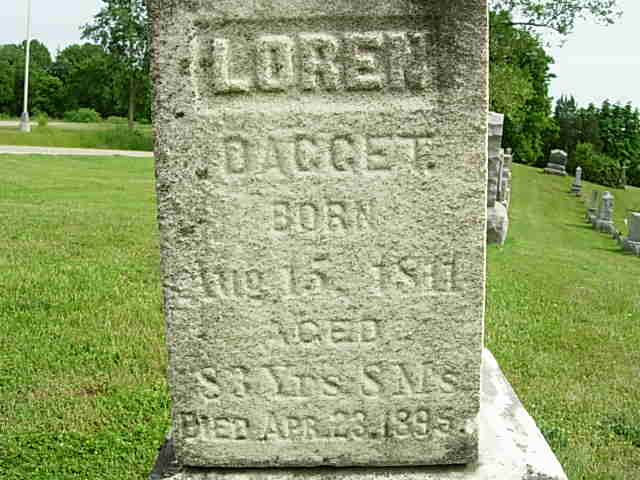 LOREN
DAGGET.
BORN
AUG 15, 1811
AGED
83 Yrs 8 Ms
DIED APR. 23. 1895.